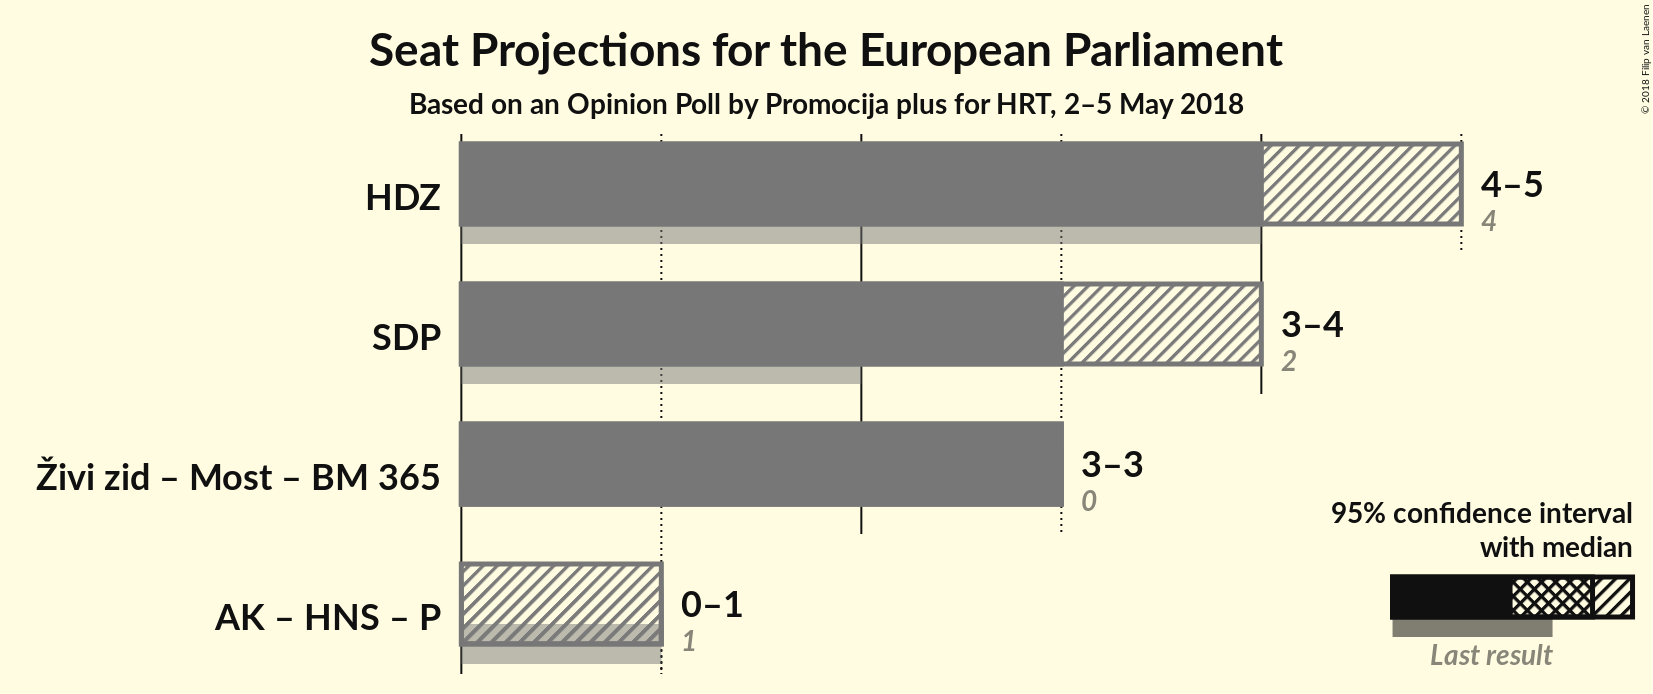 Seat Projections for the European Parliament
Based on an Opinion Poll by Promocija plus for HRT, 2–5 May 2018
© 2018 Filip van Laenen
HDZ
4–5
4
SDP
3–4
2
Živi zid – Most – BM 365
3–3
0
AK – HNS – P
0–1
1
95% confidence interval
with median
Last result